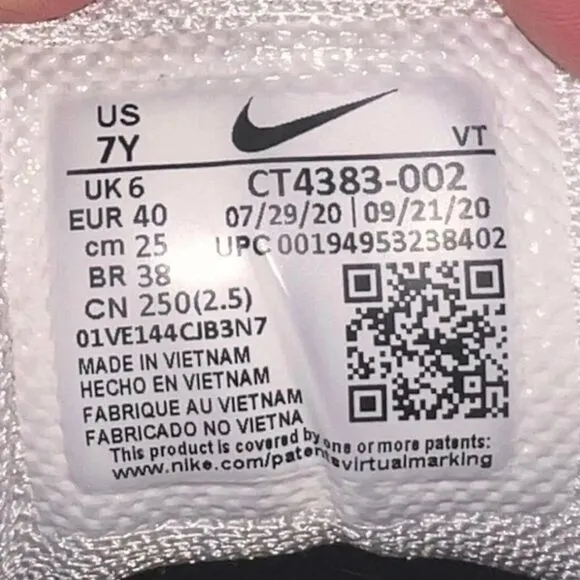 US
7Y
VT
UK 6
CT4383-002
EUR 40
07/29/20 | 09/21/20
cm 25
UPC 00194953238402
BR 38
CN 250(2.5)
01VE144CJB3N7
MADE IN VIETNAM
HECHO EN VIETNAM
FABRIQUE AU VIETNAM
FABRICADO NO VIETNA
This product is covered by one or more patents:
www.nike.com/patentsvirtualmarking